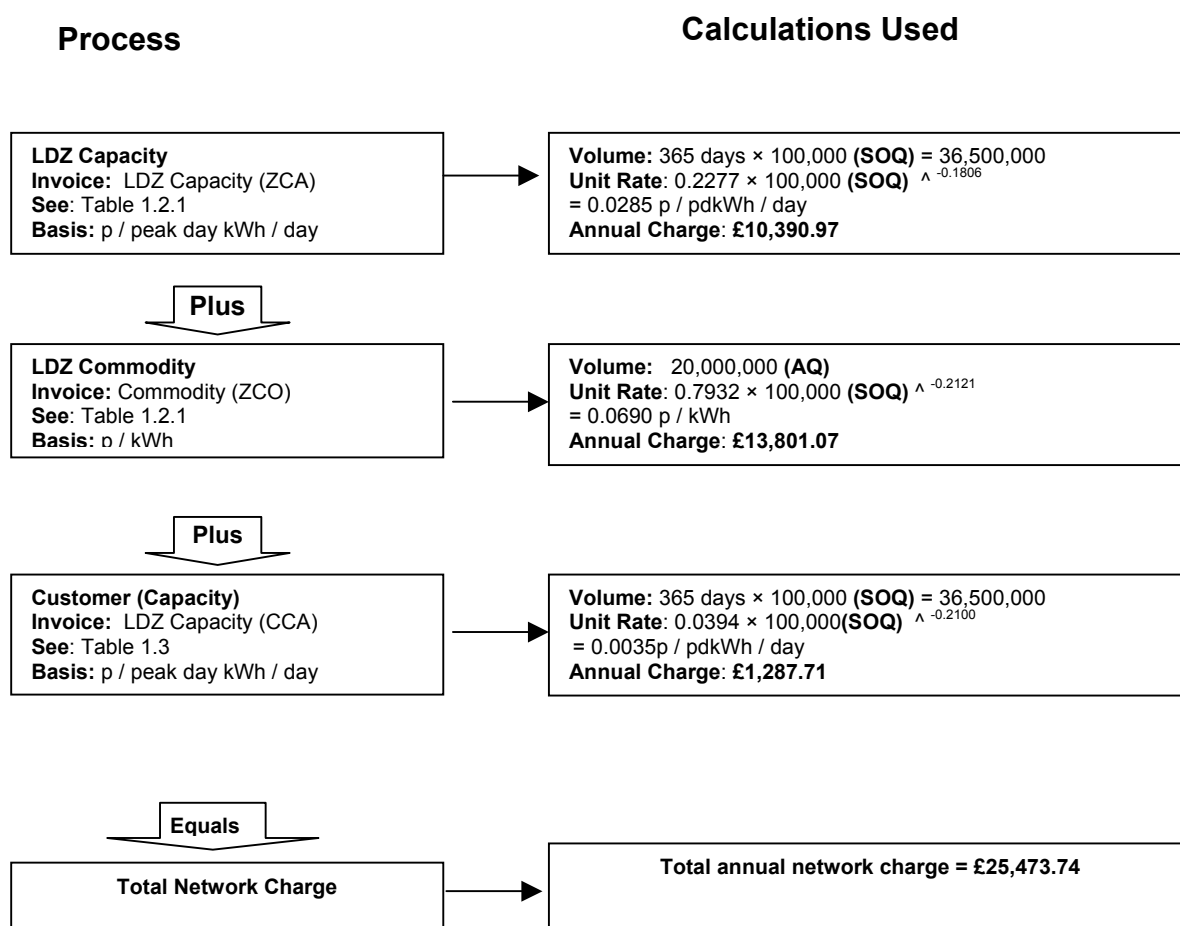 Process
Calculations Used
LDZ Capacity
Invoice: LDZ Capacity (ZCA)
See: Table 1.2.1
Basis: p / peak day kWh / day
Volume: 365 days × 100,000 (SOQ) = 36,500,000
Unit Rate: 0.2277 × 100,000 (SOQ) ^ -0.1806
= 0.0285 p / pdkWh / day
Annual Charge: £10,390.97
Plus
LDZ Commodity
Invoice: Commodity (ZCO)
See: Table 1.2.1
Basis: p / kWh
Volume: 20,000,000 (AQ)
Unit Rate: 0.7932 × 100,000 (SOQ) ^ -0.2121
= 0.0690 p / kWh
Annual Charge: £13,801.07
Plus
Customer (Capacity)
Invoice: LDZ Capacity (CCA)
See: Table 1.3
Basis: p / peak day kWh / day
Volume: 365 days × 100,000 (SOQ) = 36,500,000
Unit Rate: 0.0394 × 100,000(SOQ) ^ -0.2100
= 0.0035p / pdkWh / day
Annual Charge: £1,287.71
Equals
Total Network Charge
Total annual network charge = £25,473.74